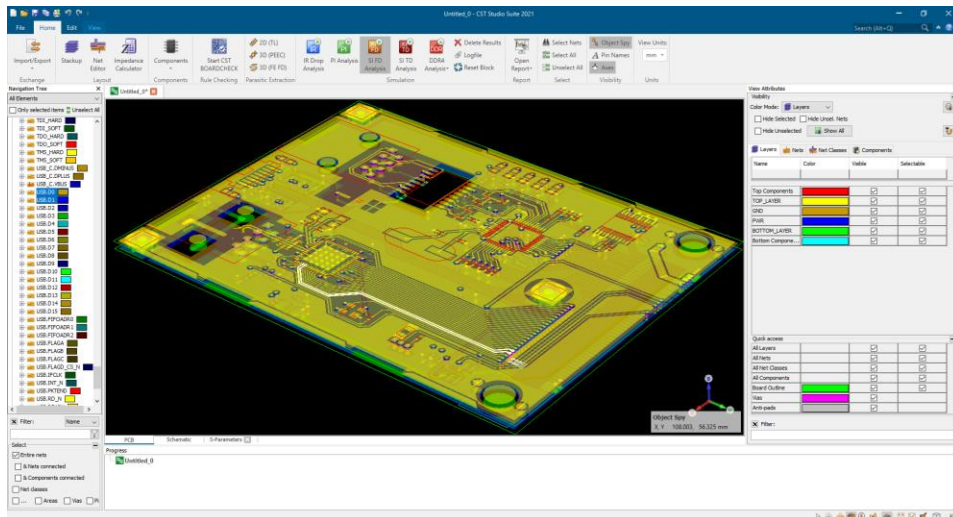 Untitled_0 - CST Studio Suite 2021
File Home Edit View
Search (Alt+Q)
Import/Export Stackup Net Editor Impedance Calculator Components Start CST BOARDCHECK
2D (TL)
3D (PEEC)
3D (FE FD)
IR Drop Analysis PI Analysis SI FD Analysis SI TD Analysis DDR4 Analysis
Delete Results
Logfile
Reset Block
Open Report
Select Nets
Select All
Unselect All
Object Spy
Pin Names
Axes
View Units
mm
Exchange Layout Components Rule Checking Parasitic Extraction Simulation Report Select Visibility Units
Navigation Tree
All Elements
Only selected items Unselect All
TDI_HARD
TDI_SOFT
TDO_HARD
TDO_SOFT
TMS_HARD
TMS_SOFT
USB_C.DMINUS
USB_C.DPLUS
USB_C.VBUS
USB.D0
USB.D1
USB.D2
USB.D3
USB.D4
USB.D5
USB.D6
USB.D7
USB.D8
USB.D9
USB.D10
USB.D11
USB.D12
USB.D13
USB.D14
USB.D15
USB.FIFOADR0
USB.FIFOADR1
USB.FIFOADR2
USB.FLAGA
USB.FLAGB
USB.FLAGC
USB.FLAGD_CS_N
USB.IFCLK
USB.INT_N
USB.PKTEND
USB.RD_N
Filter: Name
Select
Entire nets
& Nets connected
& Components connected
Net classes
... Areas Vias
Untitled_0*
Object Spy
X, Y 108.003, 56.325 mm
PCB Schematic S-Parameters
Progress
Untitled_0
View Attributes
Visibility
Color Mode: Layers
Hide Selected Hide Unsel. Nets
Hide Unselected Show All
Layers Nets Net Classes Components
Name Color Visible Selectable
Top Components
TOP_LAYER
GND
PWR
BOTTOM_LAYER
Bottom Compone...
Quick access
All Layers
All Nets
All Net Classes
All Components
Board Outline
Vias
Anti-pads
Filter: